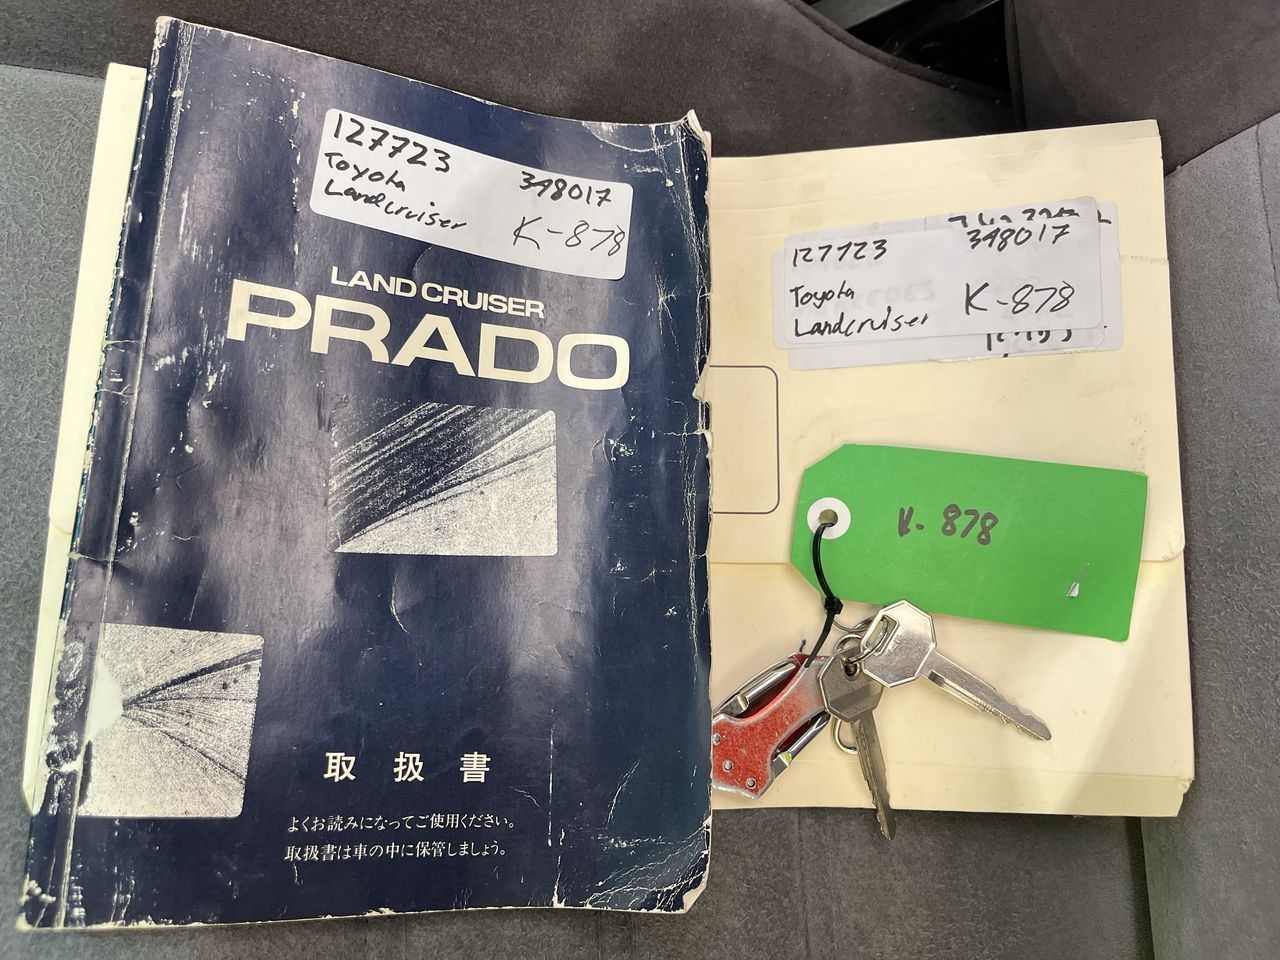 127723
348017
Toyota
Landcruiser
K-878
LAND CRUISER
PRADO
取扱書
よくお読みになってご使用ください。
取扱書は車の中に保管しましょう。
127723
348017
Toyota
Landcruiser
K-878
K-878